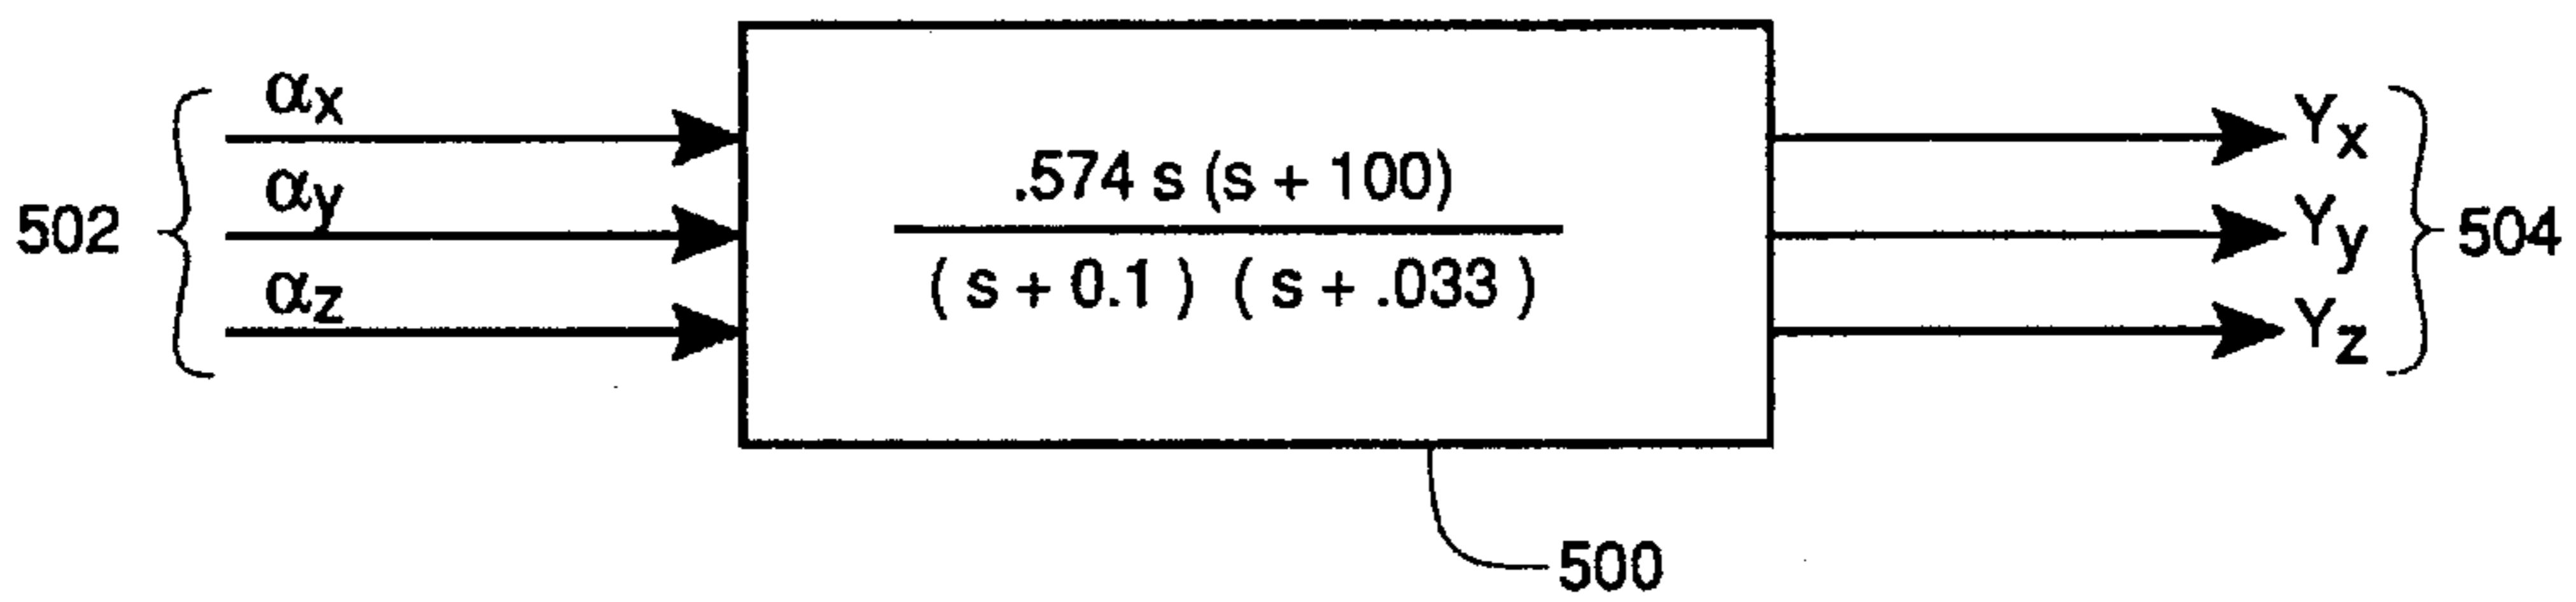 αx
αy
αz
502
.574 s (s + 100)
( s + 0.1 ) ( s + .033 )
Yx
Yy
Yz
504
500